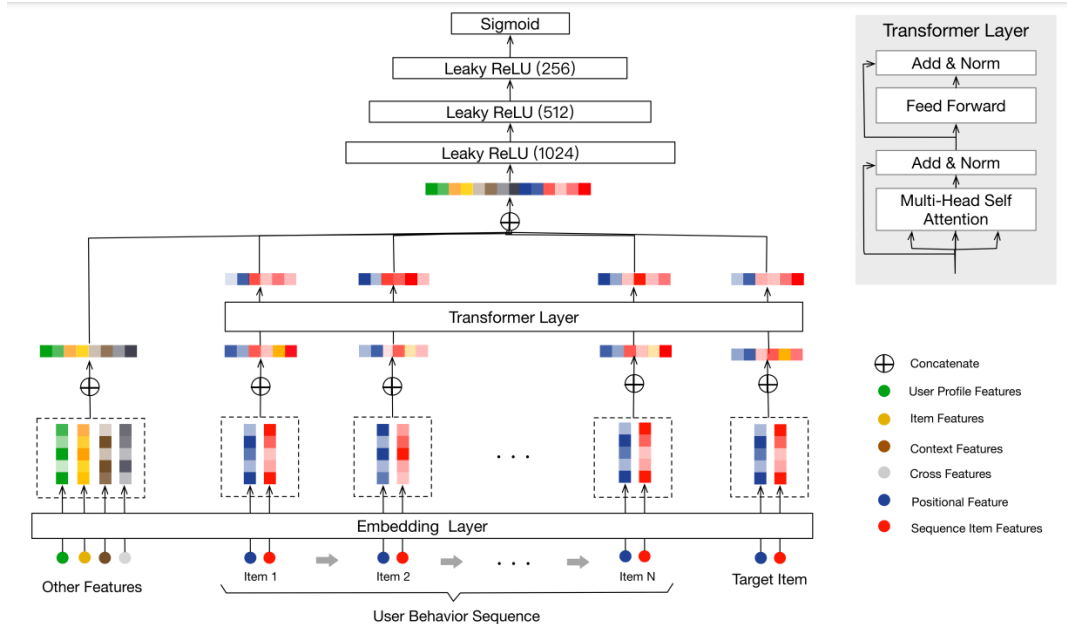 Sigmoid
Leaky ReLU (256)
Leaky ReLU (512)
Leaky ReLU (1024)
Transformer Layer
Embedding Layer
Item 1
Item 2
. . .
Item N
Other Features
Target Item
User Behavior Sequence
. . .
Transformer Layer
Add & Norm
Feed Forward
Add & Norm
Multi-Head Self
Attention
Concatenate
User Profile Features
Item Features
Context Features
Cross Features
Positional Feature
Sequence Item Features